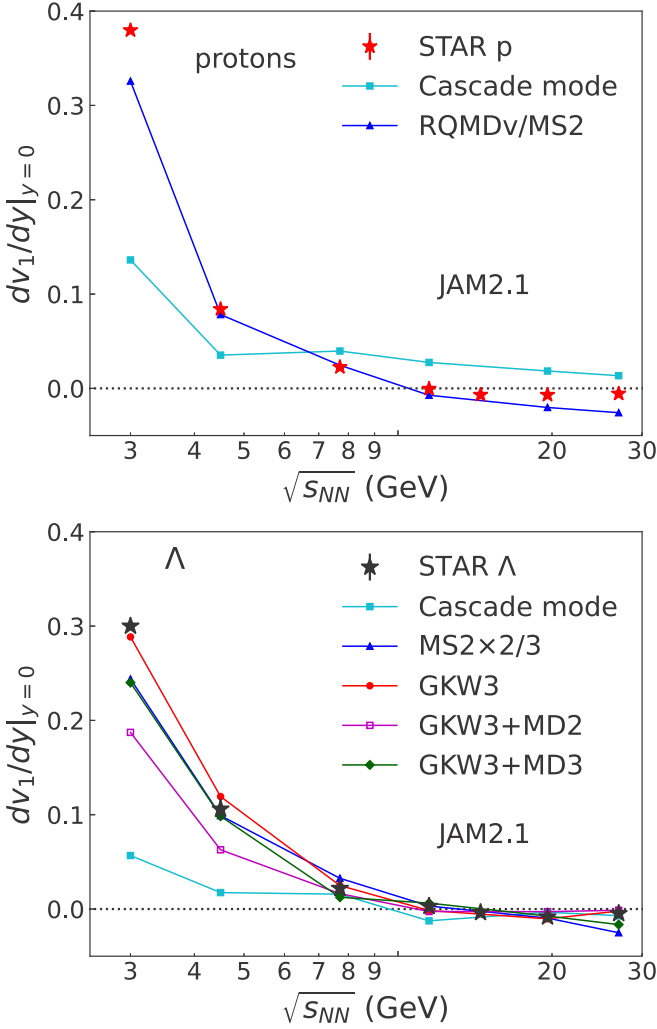 0.4
0.3
0.2
0.1
0.0
dv₁/dy|y=0
protons
STAR p
Cascade mode
RQMDv/MS2
JAM2.1
3 4 5 6 7 8 9 20 30
√sNN (GeV)
0.4
0.3
0.2
0.1
0.0
dv₁/dy|y=0
Λ
STAR Λ
Cascade mode
MS2×2/3
GKW3
GKW3+MD2
GKW3+MD3
JAM2.1
3 4 5 6 7 8 9 20 30
√sNN (GeV)